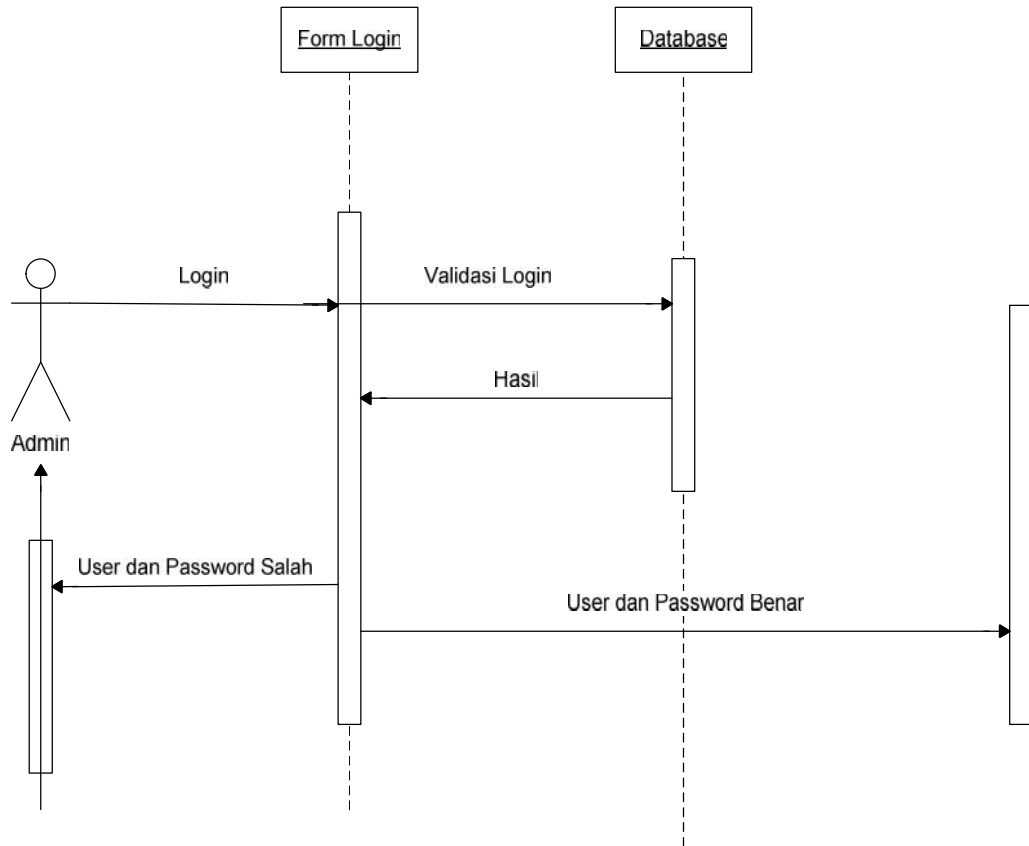 Form Login
Database
Login
Validasi Login
Hasil
Admin
User dan Password Salah
User dan Password Benar